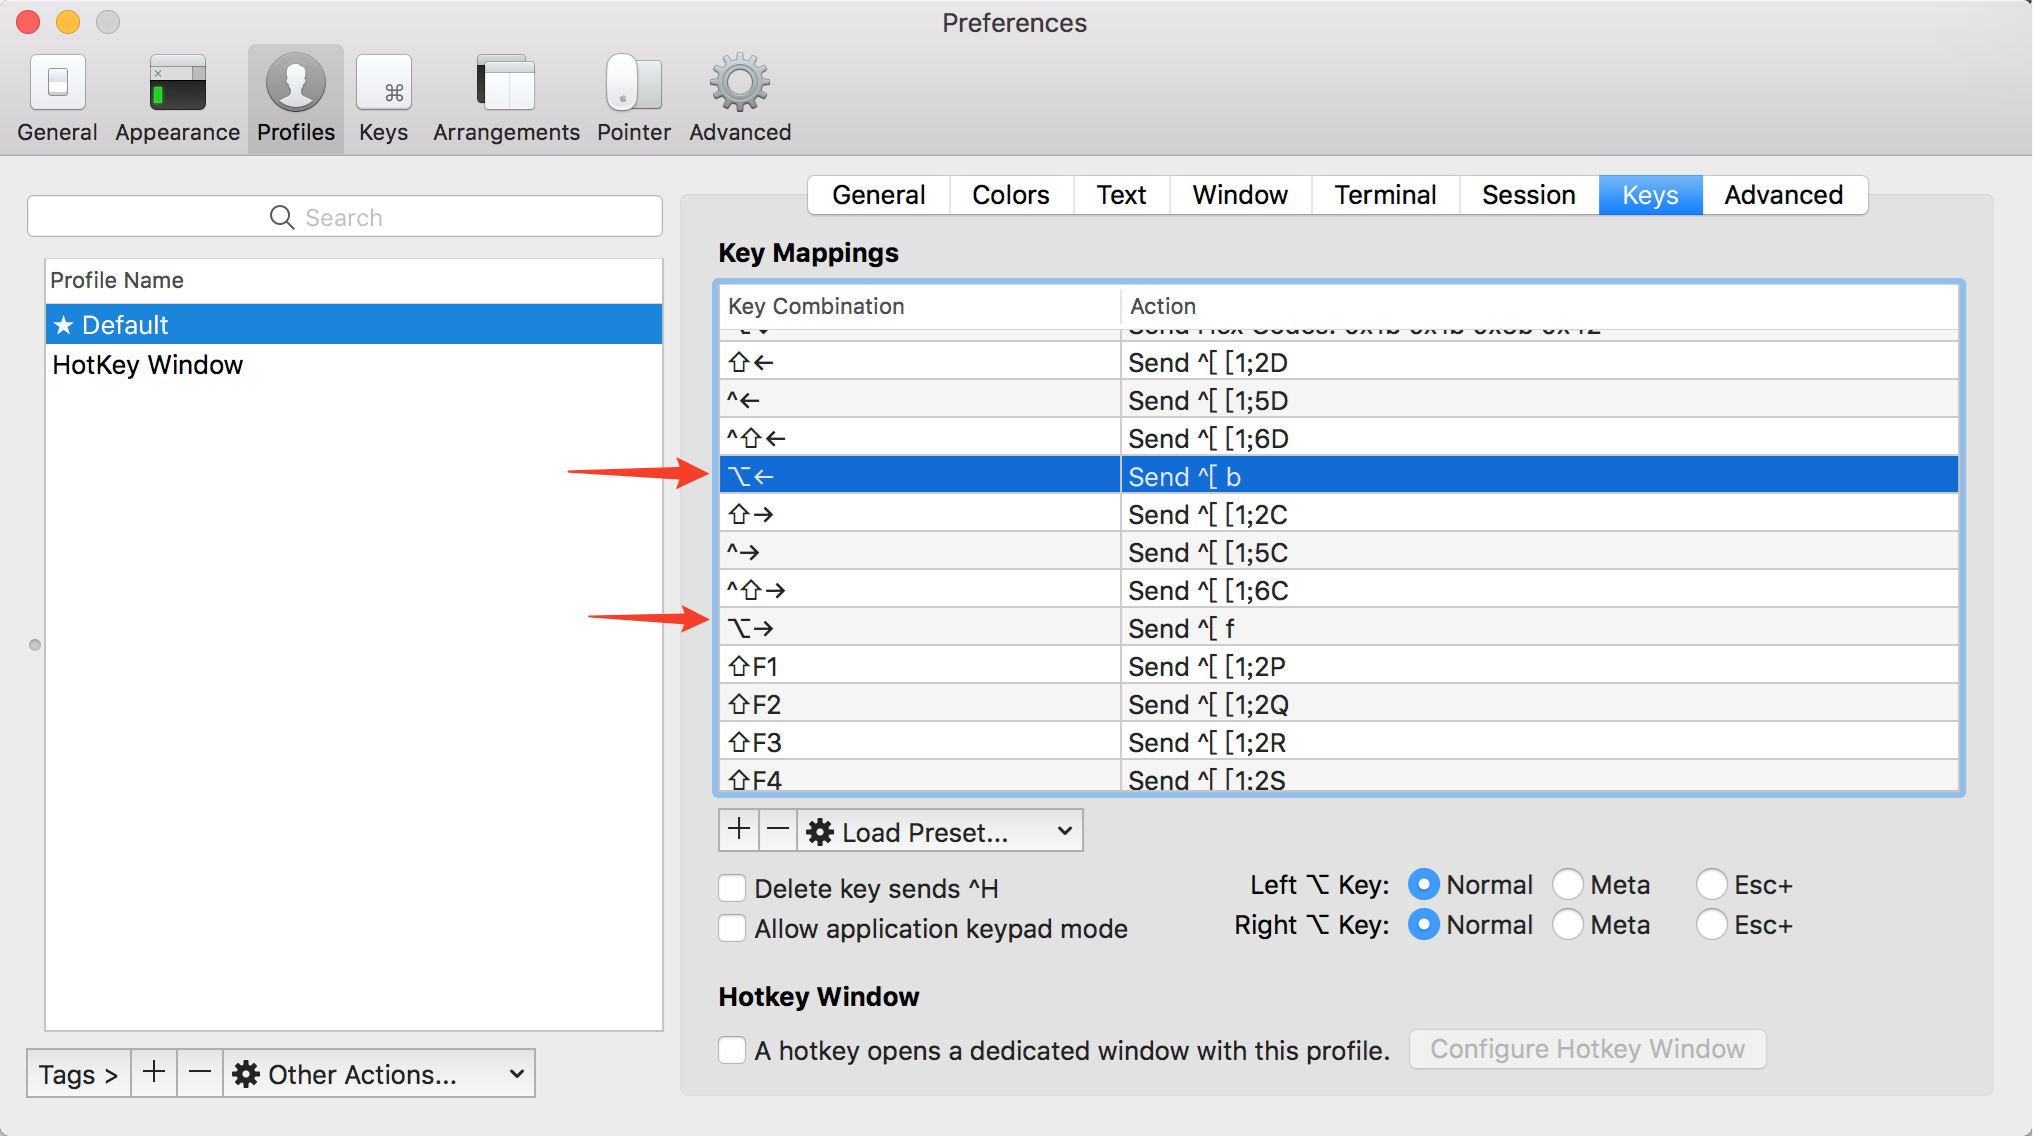 Preferences
General Appearance Profiles Keys Arrangements Pointer Advanced
Search
Profile Name
★ Default
HotKey Window
Tags > + − Other Actions...
General Colors Text Window Terminal Session Keys Advanced
Key Mappings
Key Combination Action
⇧← Send ^[ [1;2D
^← Send ^[ [1;5D
^⇧← Send ^[ [1;6D
⌥← Send ^[ b
⇧→ Send ^[ [1;2C
^→ Send ^[ [1;5C
^⇧→ Send ^[ [1;6C
⌥→ Send ^[ f
⇧F1 Send ^[ [1;2P
⇧F2 Send ^[ [1;2Q
⇧F3 Send ^[ [1;2R
⇧F4 Send ^[ [1;2S
+ − Load Preset...
Delete key sends ^H
Allow application keypad mode
Left ⌥ Key: Normal Meta Esc+
Right ⌥ Key: Normal Meta Esc+
Hotkey Window
A hotkey opens a dedicated window with this profile. Configure Hotkey Window